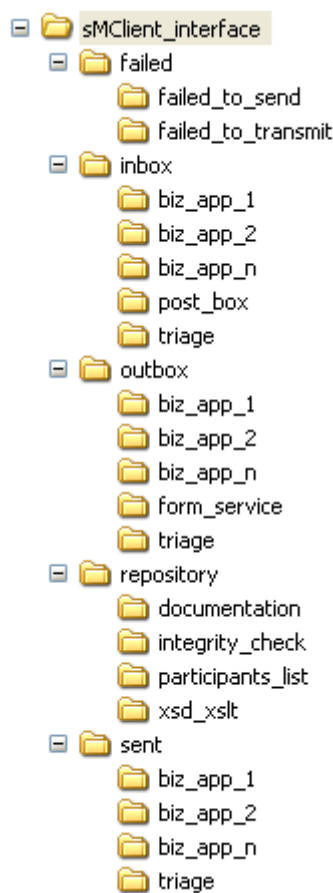 sMClient_interface
failed
failed_to_send
failed_to_transmit
inbox
biz_app_1
biz_app_2
biz_app_n
post_box
triage
outbox
biz_app_1
biz_app_2
biz_app_n
form_service
triage
repository
documentation
integrity_check
participants_list
xsd_xslt
sent
biz_app_1
biz_app_2
biz_app_n
triage